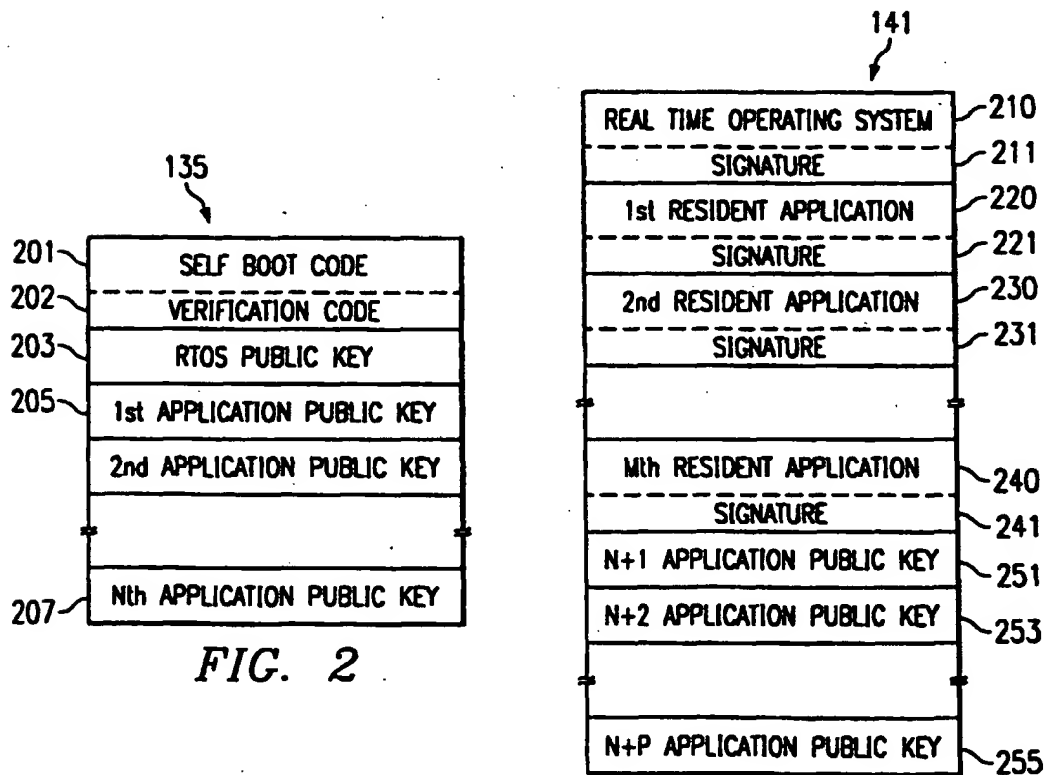 135
201
SELF BOOT CODE
202
VERIFICATION CODE
203
RTOS PUBLIC KEY
205
1st APPLICATION PUBLIC KEY
2nd APPLICATION PUBLIC KEY
Nth APPLICATION PUBLIC KEY
207
FIG. 2
141
REAL TIME OPERATING SYSTEM
210
SIGNATURE
211
1st RESIDENT APPLICATION
220
SIGNATURE
221
2nd RESIDENT APPLICATION
230
SIGNATURE
231
Mth RESIDENT APPLICATION
240
SIGNATURE
241
N+1 APPLICATION PUBLIC KEY
251
N+2 APPLICATION PUBLIC KEY
253
N+P APPLICATION PUBLIC KEY
255